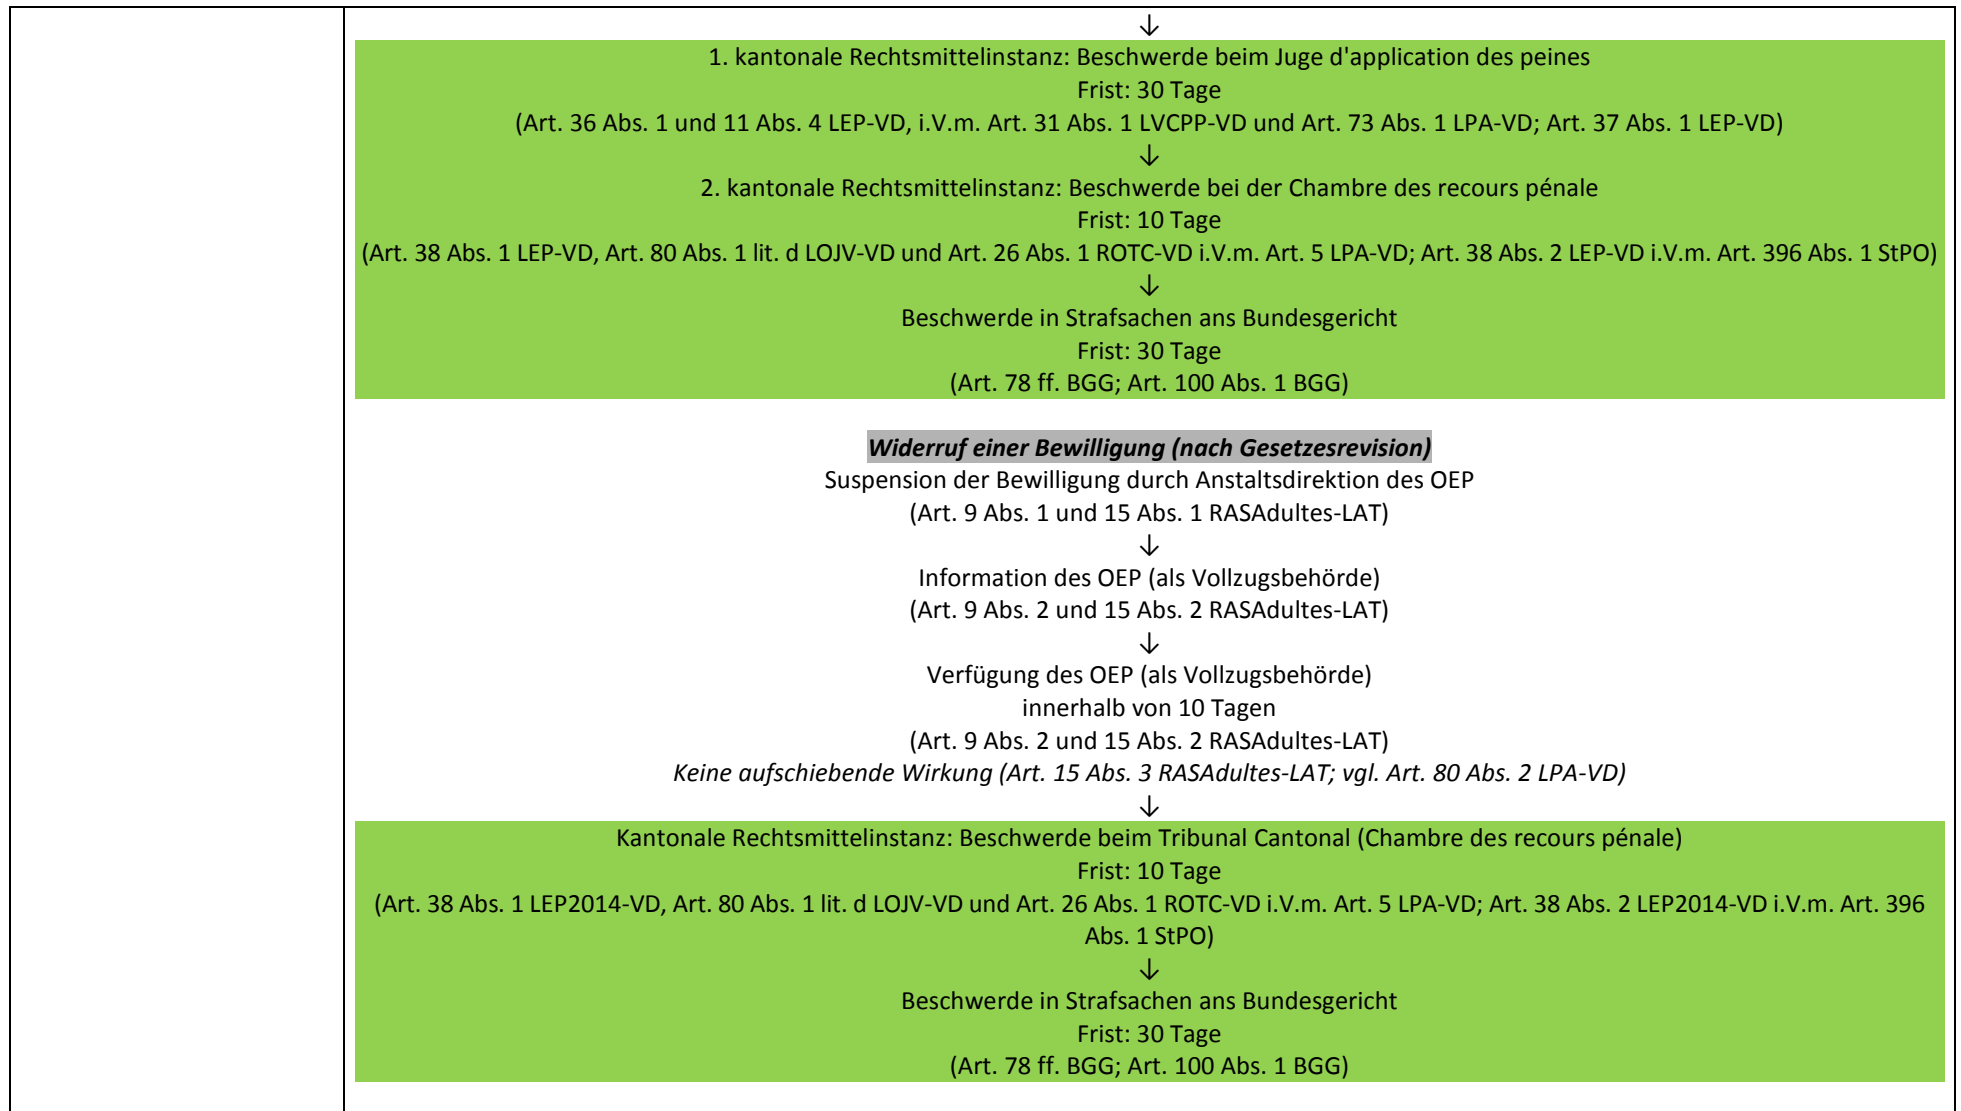 ↓
1. kantonale Rechtsmittelinstanz: Beschwerde beim Juge d'application des peines
Frist: 30 Tage
(Art. 36 Abs. 1 und 11 Abs. 4 LEP-VD, i.V.m. Art. 31 Abs. 1 LVCPP-VD und Art. 73 Abs. 1 LPA-VD; Art. 37 Abs. 1 LEP-VD)
↓
2. kantonale Rechtsmittelinstanz: Beschwerde bei der Chambre des recours pénale
Frist: 10 Tage
(Art. 38 Abs. 1 LEP-VD, Art. 80 Abs. 1 lit. d LOJV-VD und Art. 26 Abs. 1 ROTC-VD i.V.m. Art. 5 LPA-VD; Art. 38 Abs. 2 LEP-VD i.V.m. Art. 396 Abs. 1 StPO)
↓
Beschwerde in Strafsachen ans Bundesgericht
Frist: 30 Tage
(Art. 78 ff. BGG; Art. 100 Abs. 1 BGG)
Widerruf einer Bewilligung (nach Gesetzesrevision)
Suspension der Bewilligung durch Anstaltsdirektion des OEP
(Art. 9 Abs. 1 und 15 Abs. 1 RASAdultes-LAT)
↓
Information des OEP (als Vollzugsbehörde)
(Art. 9 Abs. 2 und 15 Abs. 2 RASAdultes-LAT)
↓
Verfügung des OEP (als Vollzugsbehörde)
innerhalb von 10 Tagen
(Art. 9 Abs. 2 und 15 Abs. 2 RASAdultes-LAT)
Keine aufschiebende Wirkung (Art. 15 Abs. 3 RASAdultes-LAT; vgl. Art. 80 Abs. 2 LPA-VD)
↓
Kantonale Rechtsmittelinstanz: Beschwerde beim Tribunal Cantonal (Chambre des recours pénale)
Frist: 10 Tage
(Art. 38 Abs. 1 LEP2014-VD, Art. 80 Abs. 1 lit. d LOJV-VD und Art. 26 Abs. 1 ROTC-VD i.V.m. Art. 5 LPA-VD; Art. 38 Abs. 2 LEP2014-VD i.V.m. Art. 396
Abs. 1 StPO)
↓
Beschwerde in Strafsachen ans Bundesgericht
Frist: 30 Tage
(Art. 78 ff. BGG; Art. 100 Abs. 1 BGG)